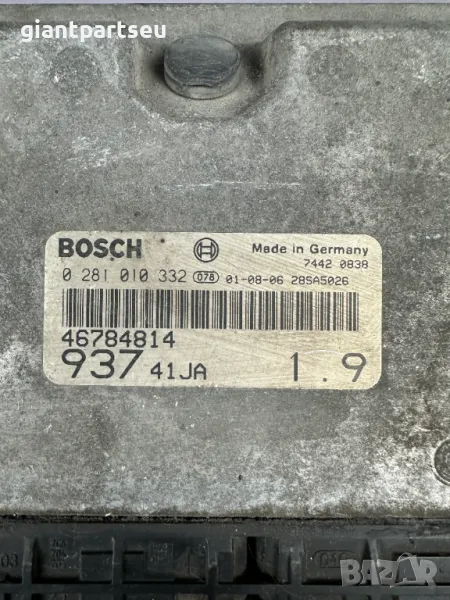 giantpartseu
BOSCH Made in Germany
7442 0838
0 281 010 332 078 01-08-06 28SA5026
46784814
937 41JA 1.9
BAZAR